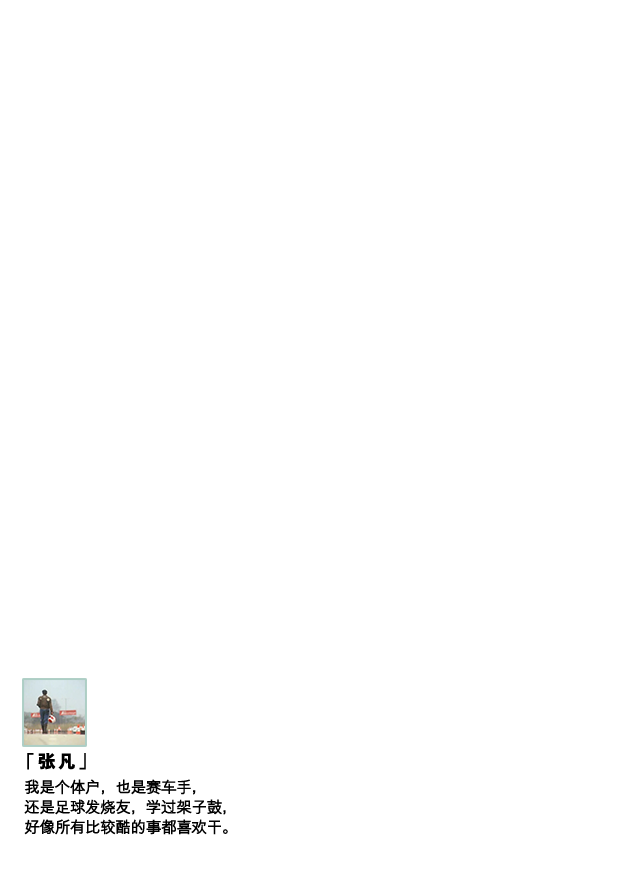 「张凡」
我是个体户，也是赛车手，
还是足球发烧友，学过架子鼓，
好像所有比较酷的事都喜欢干。